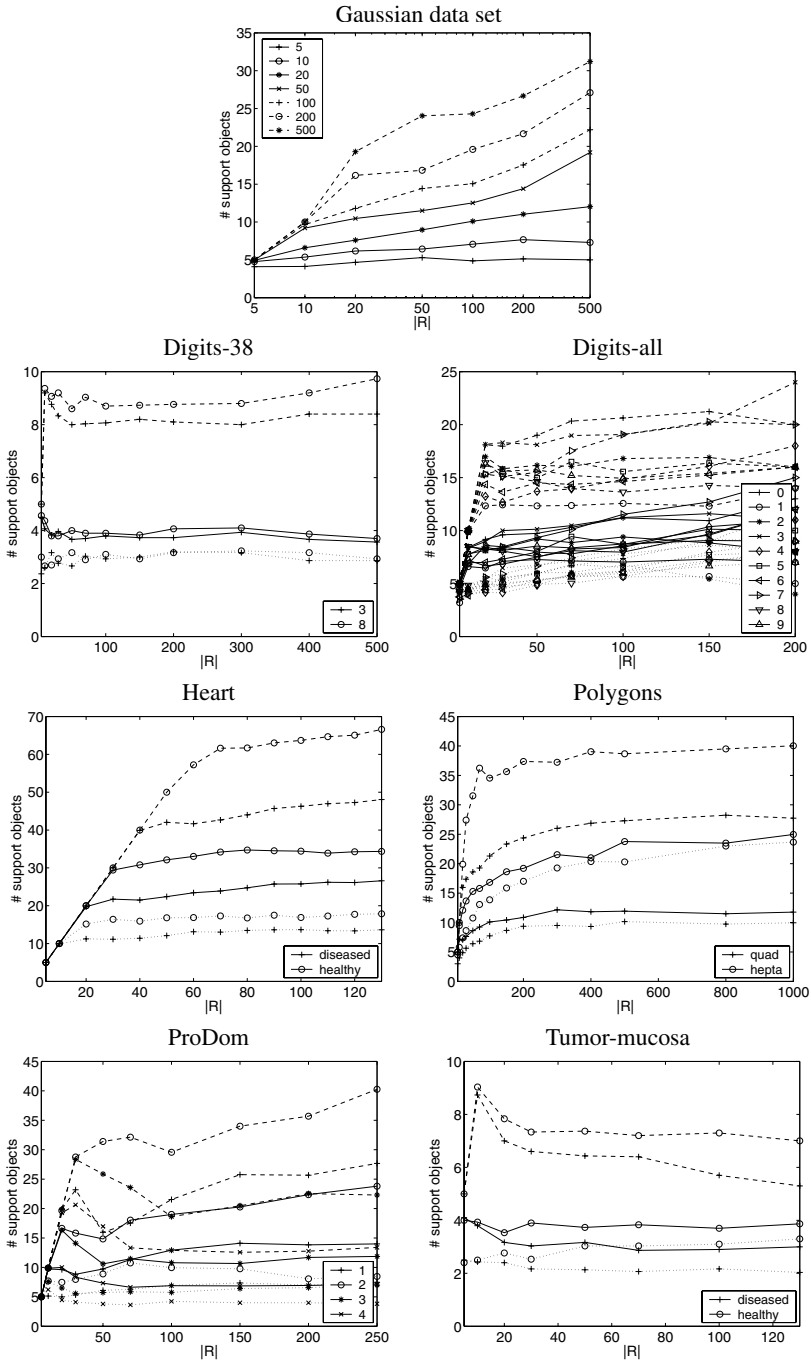 Gaussian data set
35
30
25
20
15
10
5
0
# support objects
5
10
20
50
100
200
500
5 10 20 50 100 200 500
|R|
Digits-38
10
8
6
4
2
0
# support objects
3
8
100 200 300 400 500
|R|
Digits-all
25
20
15
10
5
0
# support objects
0
1
2
3
4
5
6
7
8
9
50 100 150 200
|R|
Heart
70
60
50
40
30
20
10
0
# support objects
diseased
healthy
20 40 60 80 100 120
|R|
Polygons
45
40
35
30
25
20
15
10
5
0
# support objects
quad
hepta
200 400 600 800 1000
|R|
ProDom
45
40
35
30
25
20
15
10
5
0
# support objects
1
2
3
4
50 100 150 200 250
|R|
Tumor-mucosa
10
8
6
4
2
0
# support objects
diseased
healthy
20 40 60 80 100 120
|R|